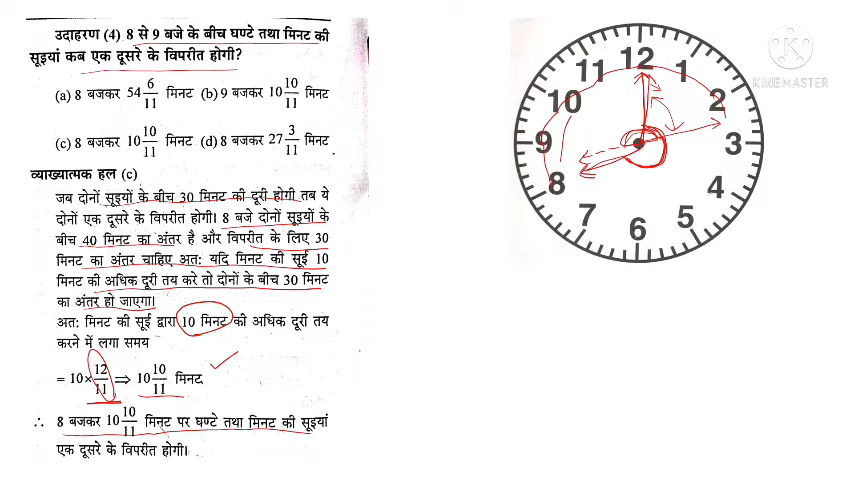 उदाहरण (4) 8 से 9 बजे के बीच घण्टे तथा मिनट की
सूइयां कब एक दूसरे के विपरीत होगी?
(a) 8 बजकर 54 6/11 मिनट (b) 9 बजकर 10 10/11 मिनट
(c) 8 बजकर 10 10/11 मिनट (d) 8 बजकर 27 3/11 मिनट
व्याख्यात्मक हल (c)
जब दोनों सूइयों के बीच 30 मिनट की दूरी होगी तब ये
दोनों एक दूसरे के विपरीत होगी। 8 बजे दोनों सूइयों के
बीच 40 मिनट का अंतर है और विपरीत के लिए 30
मिनट का अंतर चाहिए अतः यदि मिनट की सूई 10
मिनट की अधिक दूरी तय करे तो दोनों के बीच 30 मिनट
का अंतर हो जाएगा।
अतः मिनट की सूई द्वारा 10 मिनट की अधिक दूरी तय
करने में लगा समय
= 10 × 12/11 ⇒ 10 10/11 मिनट
∴ 8 बजकर 10 10/11 मिनट पर घण्टे तथा मिनट की सूइयां
एक दूसरे के विपरीत होगी।
12
1
2
3
4
5
6
7
8
9
10
11
K
KINEMASTER